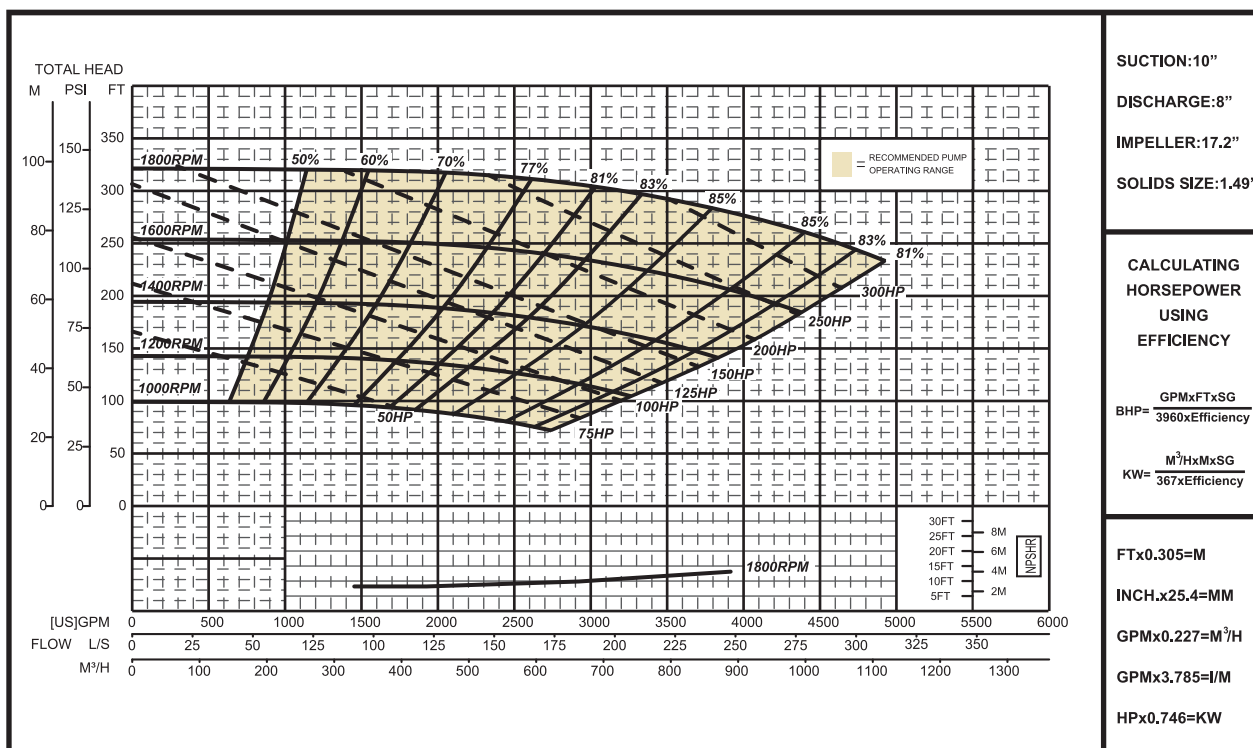 TOTAL HEAD
M PSI FT
350
300
250
200
150
100
50
0
150
125
100
75
50
25
0
100
80
60
40
20
0
1800RPM
1600RPM
1400RPM
1200RPM
1000RPM
50% 60% 70% 77% 81% 83% 85% 85% 83% 81%
RECOMMENDED PUMP
= OPERATING RANGE
300HP
250HP
200HP
150HP
125HP
100HP
75HP
50HP
1800RPM
30FT
25FT
20FT
15FT
10FT
5FT
8M
6M
4M
2M
NPSHR
[US]GPM 0 500 1000 1500 2000 2500 3000 3500 4000 4500 5000 5500 6000
FLOW L/S 0 25 50 125 100 125 150 175 200 225 250 275 300 325 350
M³/H 0 100 200 300 400 500 600 700 800 900 1000 1100 1200 1300
SUCTION:10”
DISCHARGE:8”
IMPELLER:17.2”
SOLIDS SIZE:1.49”
CALCULATING
HORSEPOWER
USING
EFFICIENCY
BHP= GPMxFTxSG
3960xEfficiency
KW= M³/HxMxSG
367xEfficiency
FTx0.305=M
INCH.x25.4=MM
GPMx0.227=M³/H
GPMx3.785=l/M
HPx0.746=KW